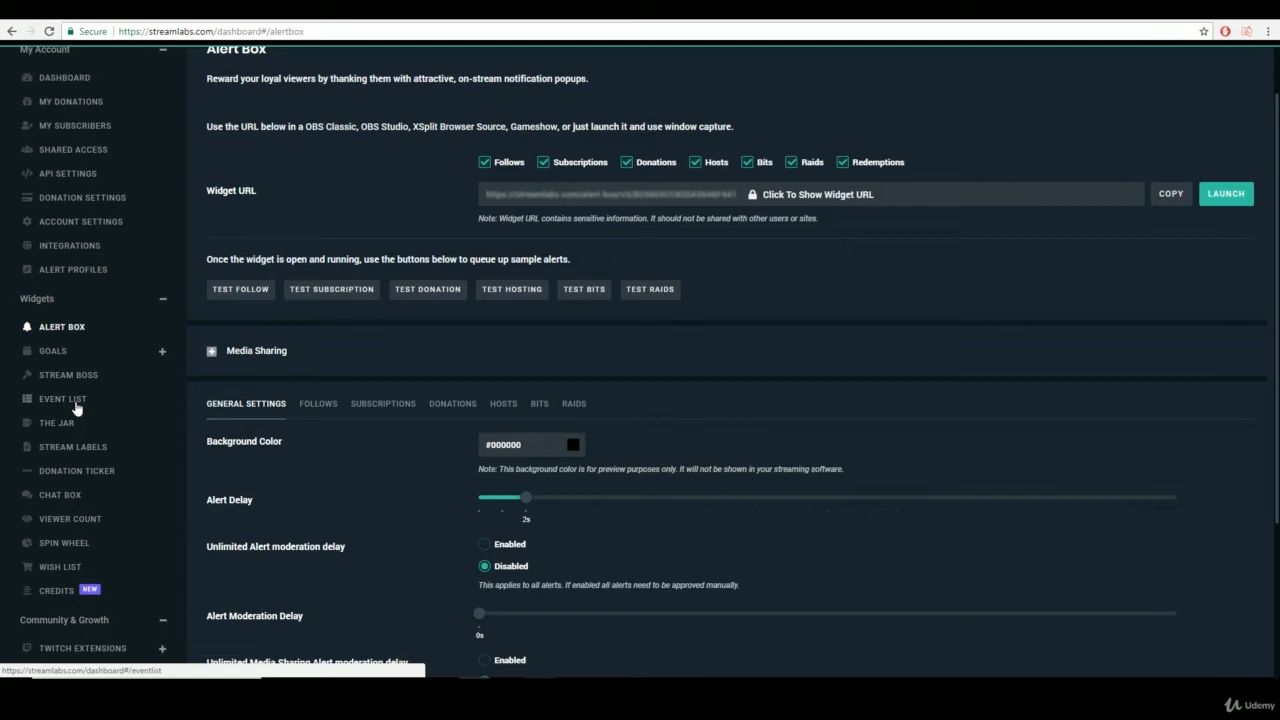 Secure
https://streamlabs.com/dashboard#/alertbox
My Account
DASHBOARD
MY DONATIONS
MY SUBSCRIBERS
SHARED ACCESS
API SETTINGS
DONATION SETTINGS
ACCOUNT SETTINGS
INTEGRATIONS
ALERT PROFILES
Widgets
ALERT BOX
GOALS
STREAM BOSS
EVENT LIST
THE JAR
STREAM LABELS
DONATION TICKER
CHAT BOX
VIEWER COUNT
SPIN WHEEL
WISH LIST
CREDITS NEW
Community & Growth
TWITCH EXTENSIONS
https://streamlabs.com/dashboard#/eventlist
Alert Box
Reward your loyal viewers by thanking them with attractive, on-stream notification popups.
Use the URL below in a OBS Classic, OBS Studio, XSplit Browser Source, Gameshow, or just launch it and use window capture.
Follows Subscriptions Donations Hosts Bits Raids Redemptions
Widget URL
Click To Show Widget URL
COPY LAUNCH
Note: Widget URL contains sensitive information. It should not be shared with other users or sites.
Once the widget is open and running, use the buttons below to queue up sample alerts.
TEST FOLLOW TEST SUBSCRIPTION TEST DONATION TEST HOSTING TEST BITS TEST RAIDS
Media Sharing
GENERAL SETTINGS FOLLOWS SUBSCRIPTIONS DONATIONS HOSTS BITS RAIDS
Background Color
#000000
Note: This background color is for preview purposes only. It will not be shown in your streaming software.
Alert Delay
2s
Unlimited Alert moderation delay
Enabled
Disabled
This applies to all alerts. If enabled all alerts need to be approved manually.
Alert Moderation Delay
0s
Unlimited Media Sharing Alert moderation delay
Enabled
Udemy